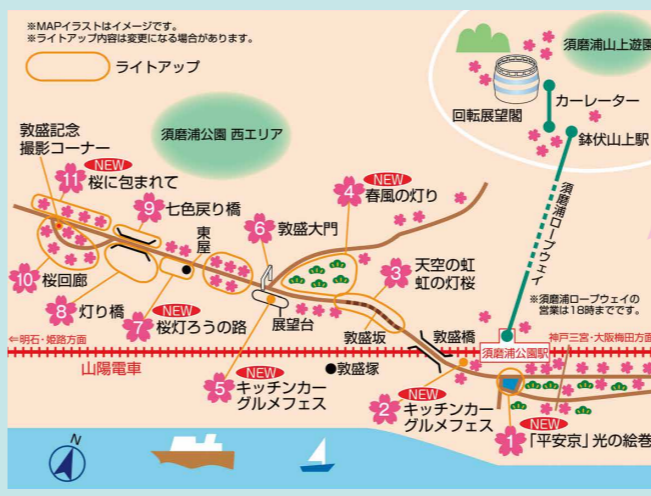 ※MAPイラストはイメージです。
※ライトアップ内容は変更になる場合があります。
ライトアップ
須磨浦山上遊園
回転展望閣
カーレーター
鉢伏山上駅
須磨浦ロープウェイ
※須磨浦ロープウェイの
営業は18時までです。
須磨浦公園 西エリア
敦盛記念
撮影コーナー
NEW
11 桜に包まれて
9 七色戻り橋
東屋
6 敦盛大門
NEW
4 春風の灯り
3 天空の虹
虹の灯桜
10 桜回廊
8 灯り橋
NEW
7 桜灯ろうの路
展望台
敦盛坂
敦盛橋
須磨浦公園駅
神戸三宮・大阪梅田方面
←明石・姫路方面
山陽電車
敦盛塚
NEW
5 キッチンカー
グルメフェス
NEW
2 キッチンカー
グルメフェス
NEW
1 「平安京」光の絵巻
N